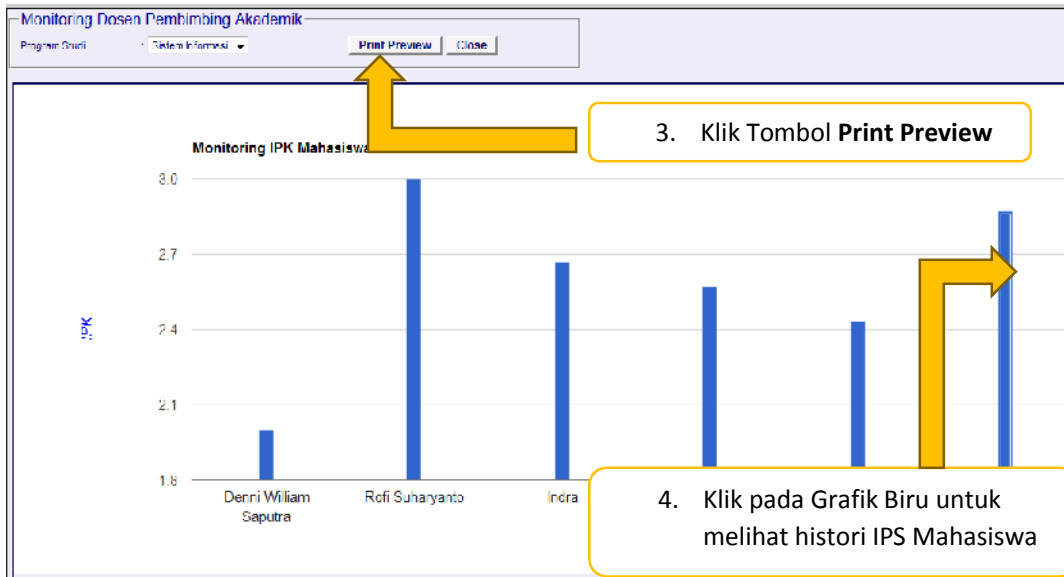 Monitoring Dosen Pembimbing Akademik
Program Studi : Sistem Informasi Print Preview Close
3. Klik Tombol Print Preview
Monitoring IPK Mahasiswa
3.0
2.7
2.4
2.1
1.8
IPK
Denni William
Saputra
Rofi Suharyanto
Indra
4. Klik pada Grafik Biru untuk
melihat histori IPS Mahasiswa